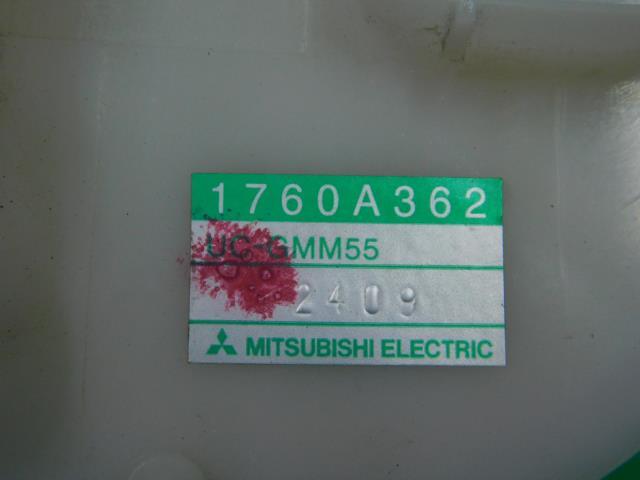 1760A362
UC-GMM55
2409
MITSUBISHI ELECTRIC